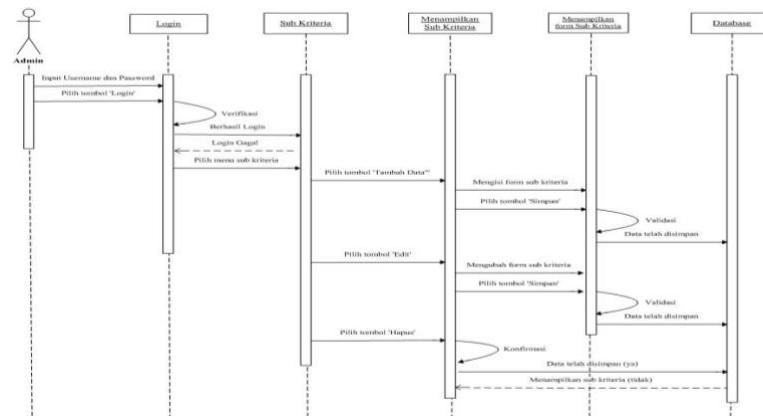 Login
Sub Kriteria
Menampilkan
Sub Kriteria
Menampilkan
form Sub Kriteria
Database
Admin
Input Username dan Password
Pilih tombol 'Login'
Verifikasi
Berhasil Login
Login Gagal
Pilih menu sub kriteria
Pilih tombol 'Tambah Data"
Mengisi form sub kriteria
Pilih tombol 'Simpan'
Validasi
Data telah disimpan
Pilih tombol 'Edit'
Mengubah form sub kriteria
Pilih tombol 'Simpan'
Validasi
Data telah disimpan
Pilih tombol 'Hapus'
Konfirmasi
Data telah disimpan (ya)
Menampilkan sub kriteria (tidak)